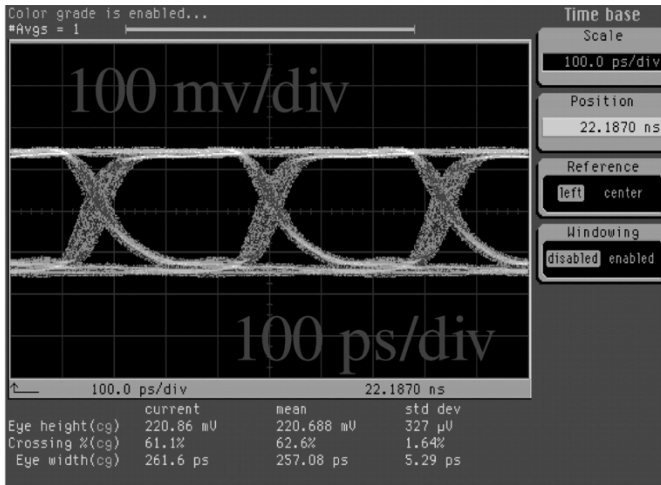 Color grade is enabled...
#Avgs = 1
100 mv/div
100 ps/div
100.0 ps/div 22.1870 ns
current mean std dev
Eye height(cg) 220.86 mV 220.688 mV 327 µV
Crossing %(cg) 61.1% 62.6% 1.64%
Eye width(cg) 261.6 ps 257.08 ps 5.29 ps
Time base
Scale
100.0 ps/div
Position
22.1870 ns
Reference
left center
Windowing
disabled enabled